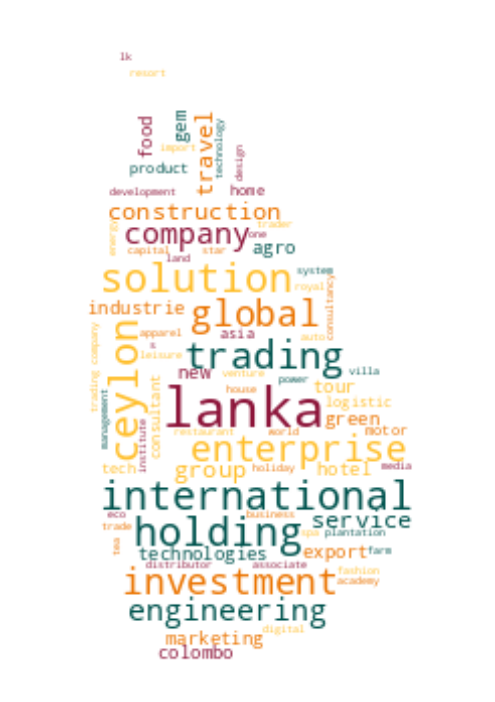 lk
resort
food
gem
travel
technology
import
design
product
development
home
construction
trader
energy
company
one
capital
star
agro
land
solution
system
royal
consultancy
industrie
global
ceylon
trading company
apparel
asia
auto
s
leisure
trading
new
venture
power
villa
consultant
house
tour
management
lanka
logistic
institute
green
restaurant
world
motor
enterprise
tech
group
holiday
hotel
media
international
eco
business
service
trade
holding
spa
plantation
tea
technologies
export
farm
distributor
associate
fashion
investment
academy
engineering
digital
marketing
colombo